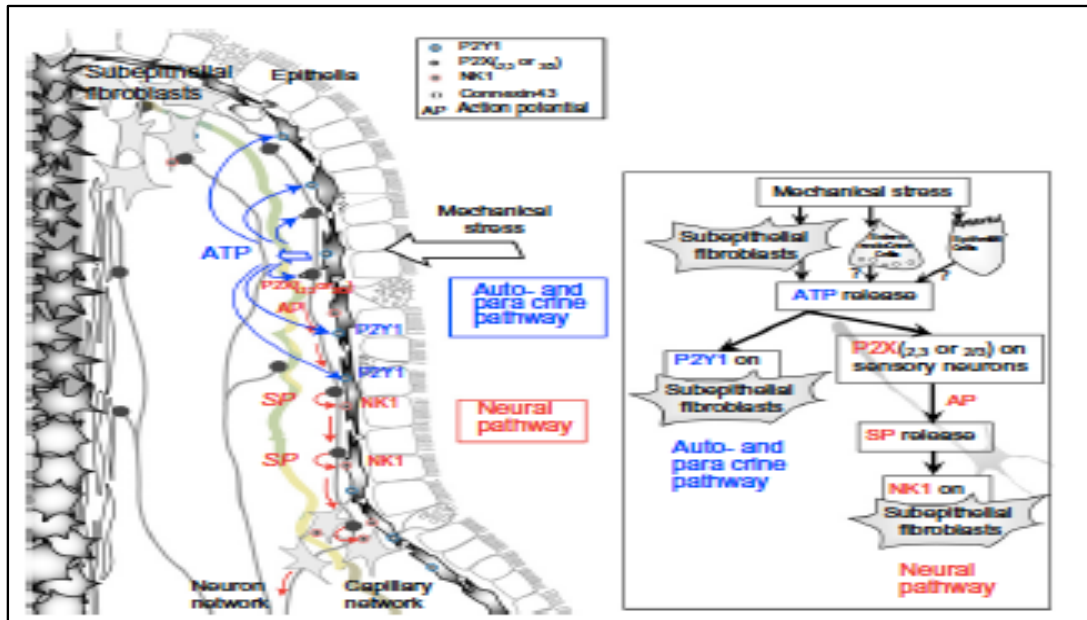 Subepithelial
fibroblasts
Epithelia
P2Y1
P2X(2,3 or 2/3)
NK1
Connexin43
AP Action potential
Mechanical
stress
ATP
AP
P2Y1
P2Y1
SP
NK1
SP
NK1
Neuron
network
Capillary
network
Auto- and
para crine
pathway
Neural
pathway
Mechanical stress
Subepithelial
fibroblasts
Cells
?
?
ATP release
P2Y1 on
Subepithelial
fibroblasts
Auto- and
para crine
pathway
P2X(2,3 or 2/3) on
sensory neurons
AP
SP release
NK1 on
Subepithelial
fibroblasts
Neural
pathway